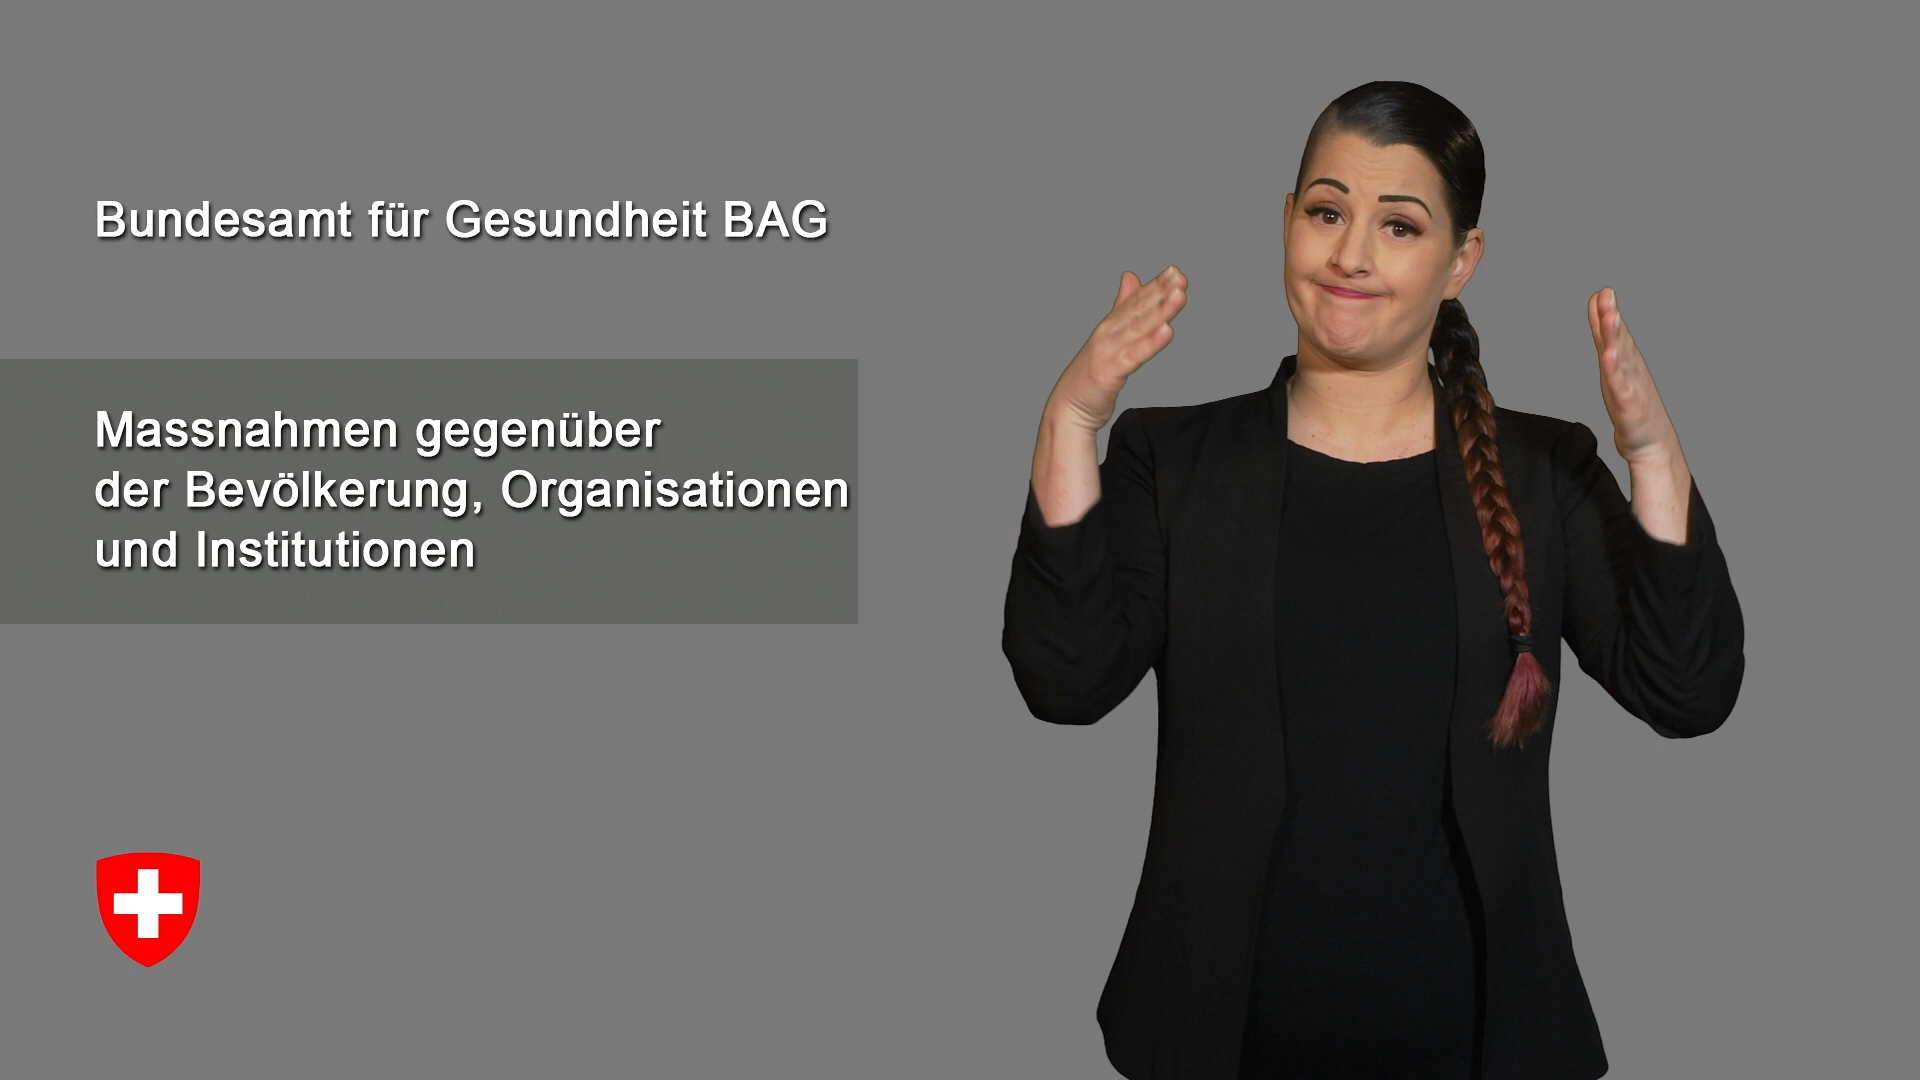 Bundesamt für Gesundheit BAG
Massnahmen gegenüber
der Bevölkerung, Organisationen
und Institutionen